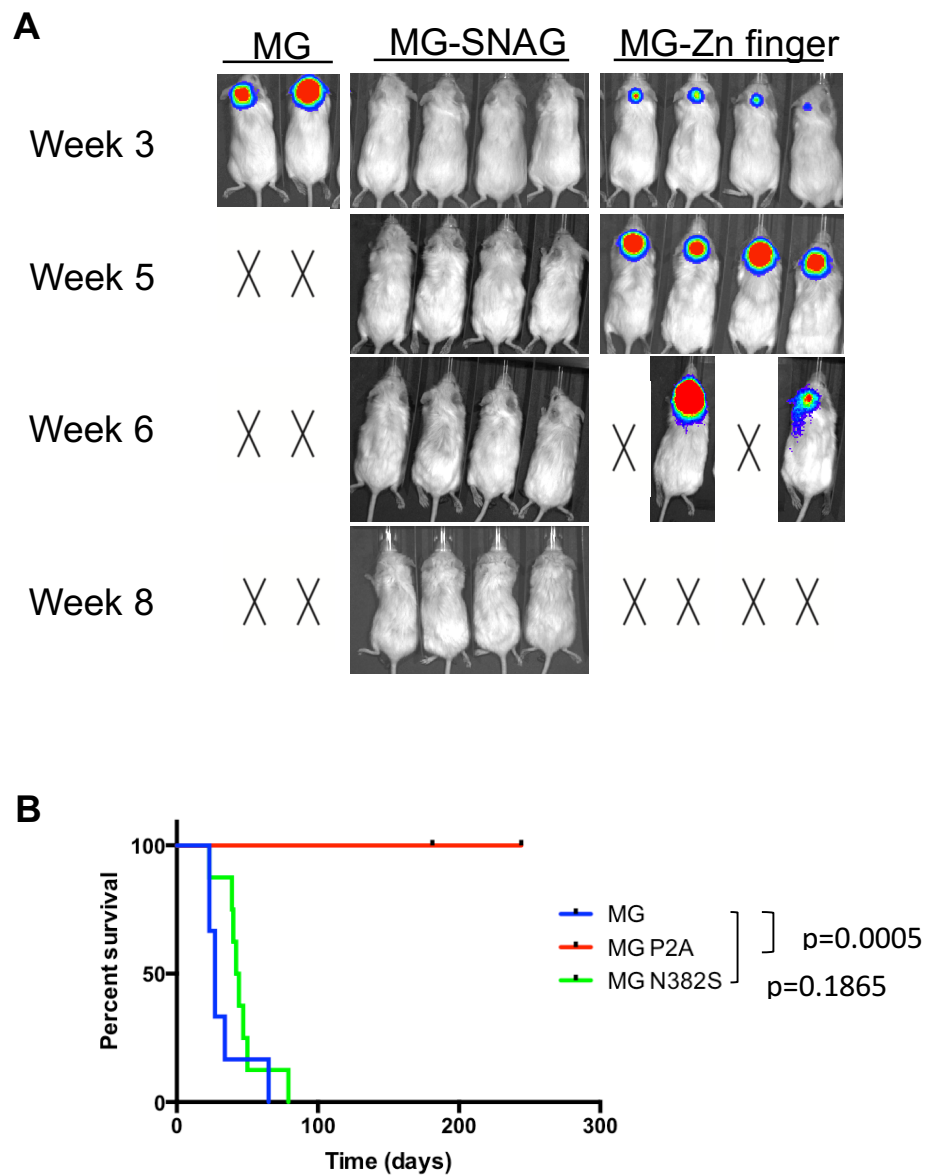 A
MG MG-SNAG MG-Zn finger
Week 3
Week 5
X X
Week 6
X X X X
Week 8
X X X X X X
B
Percent survival
100
50
0
0 100 200 300
Time (days)
MG
MG P2A
MG N382S
p=0.0005
p=0.1865